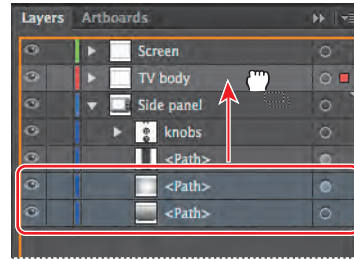 Layers Artboards
Screen
TV body
Side panel
knobs
<Path>
<Path>
<Path>